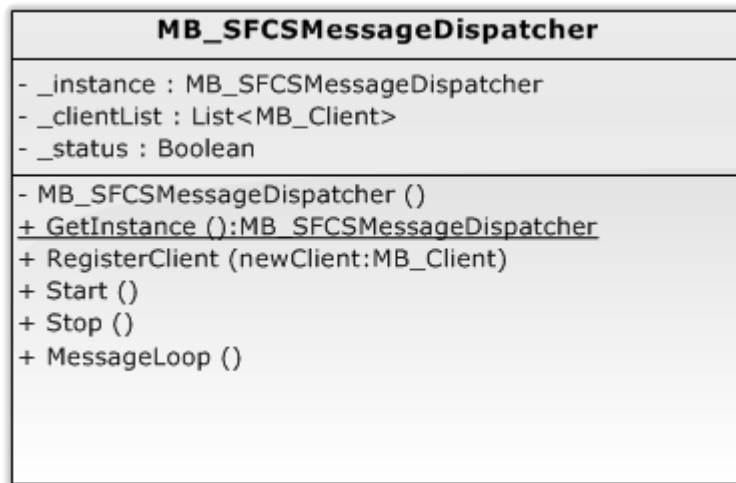 MB_SFCSMessageDispatcher
- _instance : MB_SFCSMessageDispatcher
- _clientList : List<MB_Client>
- _status : Boolean
- MB_SFCSMessageDispatcher ()
+ GetInstance ():MB_SFCSMessageDispatcher
+ RegisterClient (newClient:MB_Client)
+ Start ()
+ Stop ()
+ MessageLoop ()